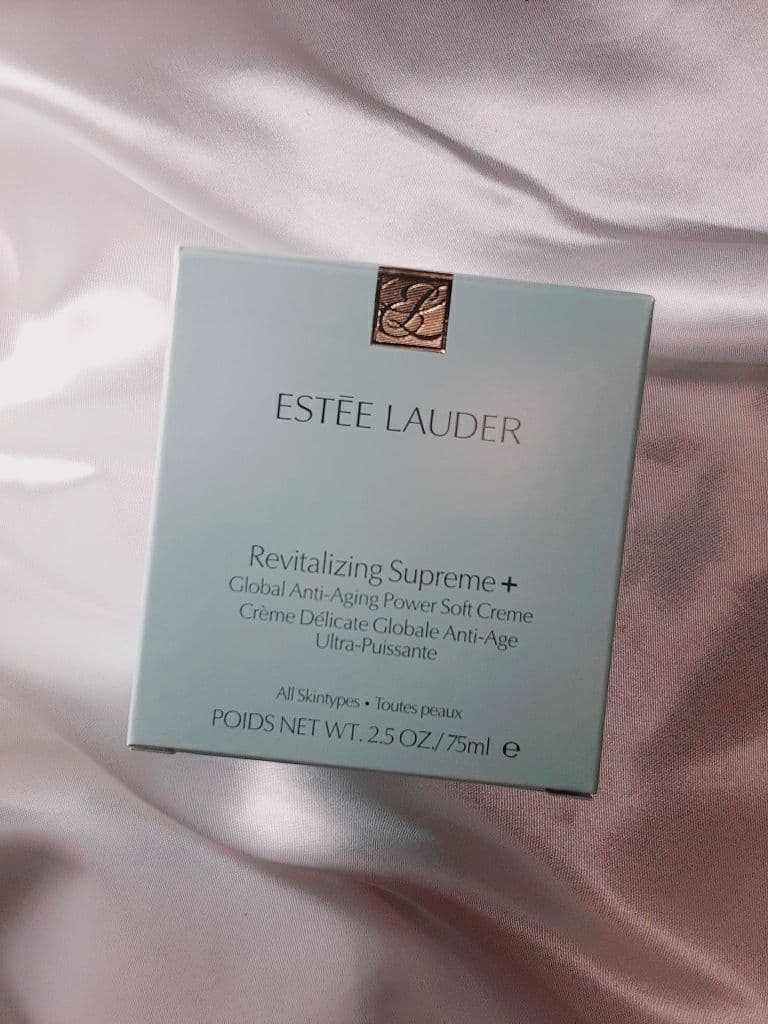 EL
ESTĒE LAUDER
Revitalizing Supreme+
Global Anti-Aging Power Soft Creme
Crème Délicate Globale Anti-Age
Ultra-Puissante
All Skintypes • Toutes peaux
POIDS NET WT. 2.5 OZ./75ml ℮